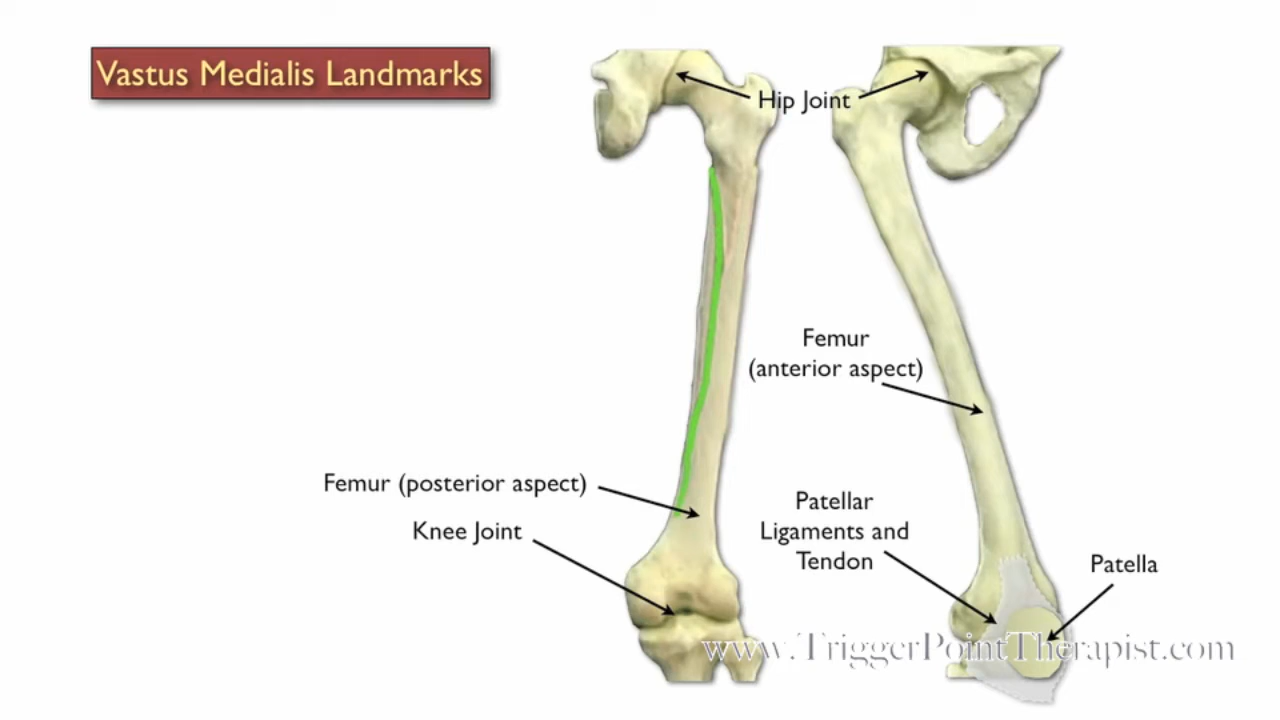 Vastus Medialis Landmarks
Hip Joint
Femur
(anterior aspect)
Femur (posterior aspect)
Knee Joint
Patellar
Ligaments and
Tendon
Patella
www.TriggerPointTherapist.com